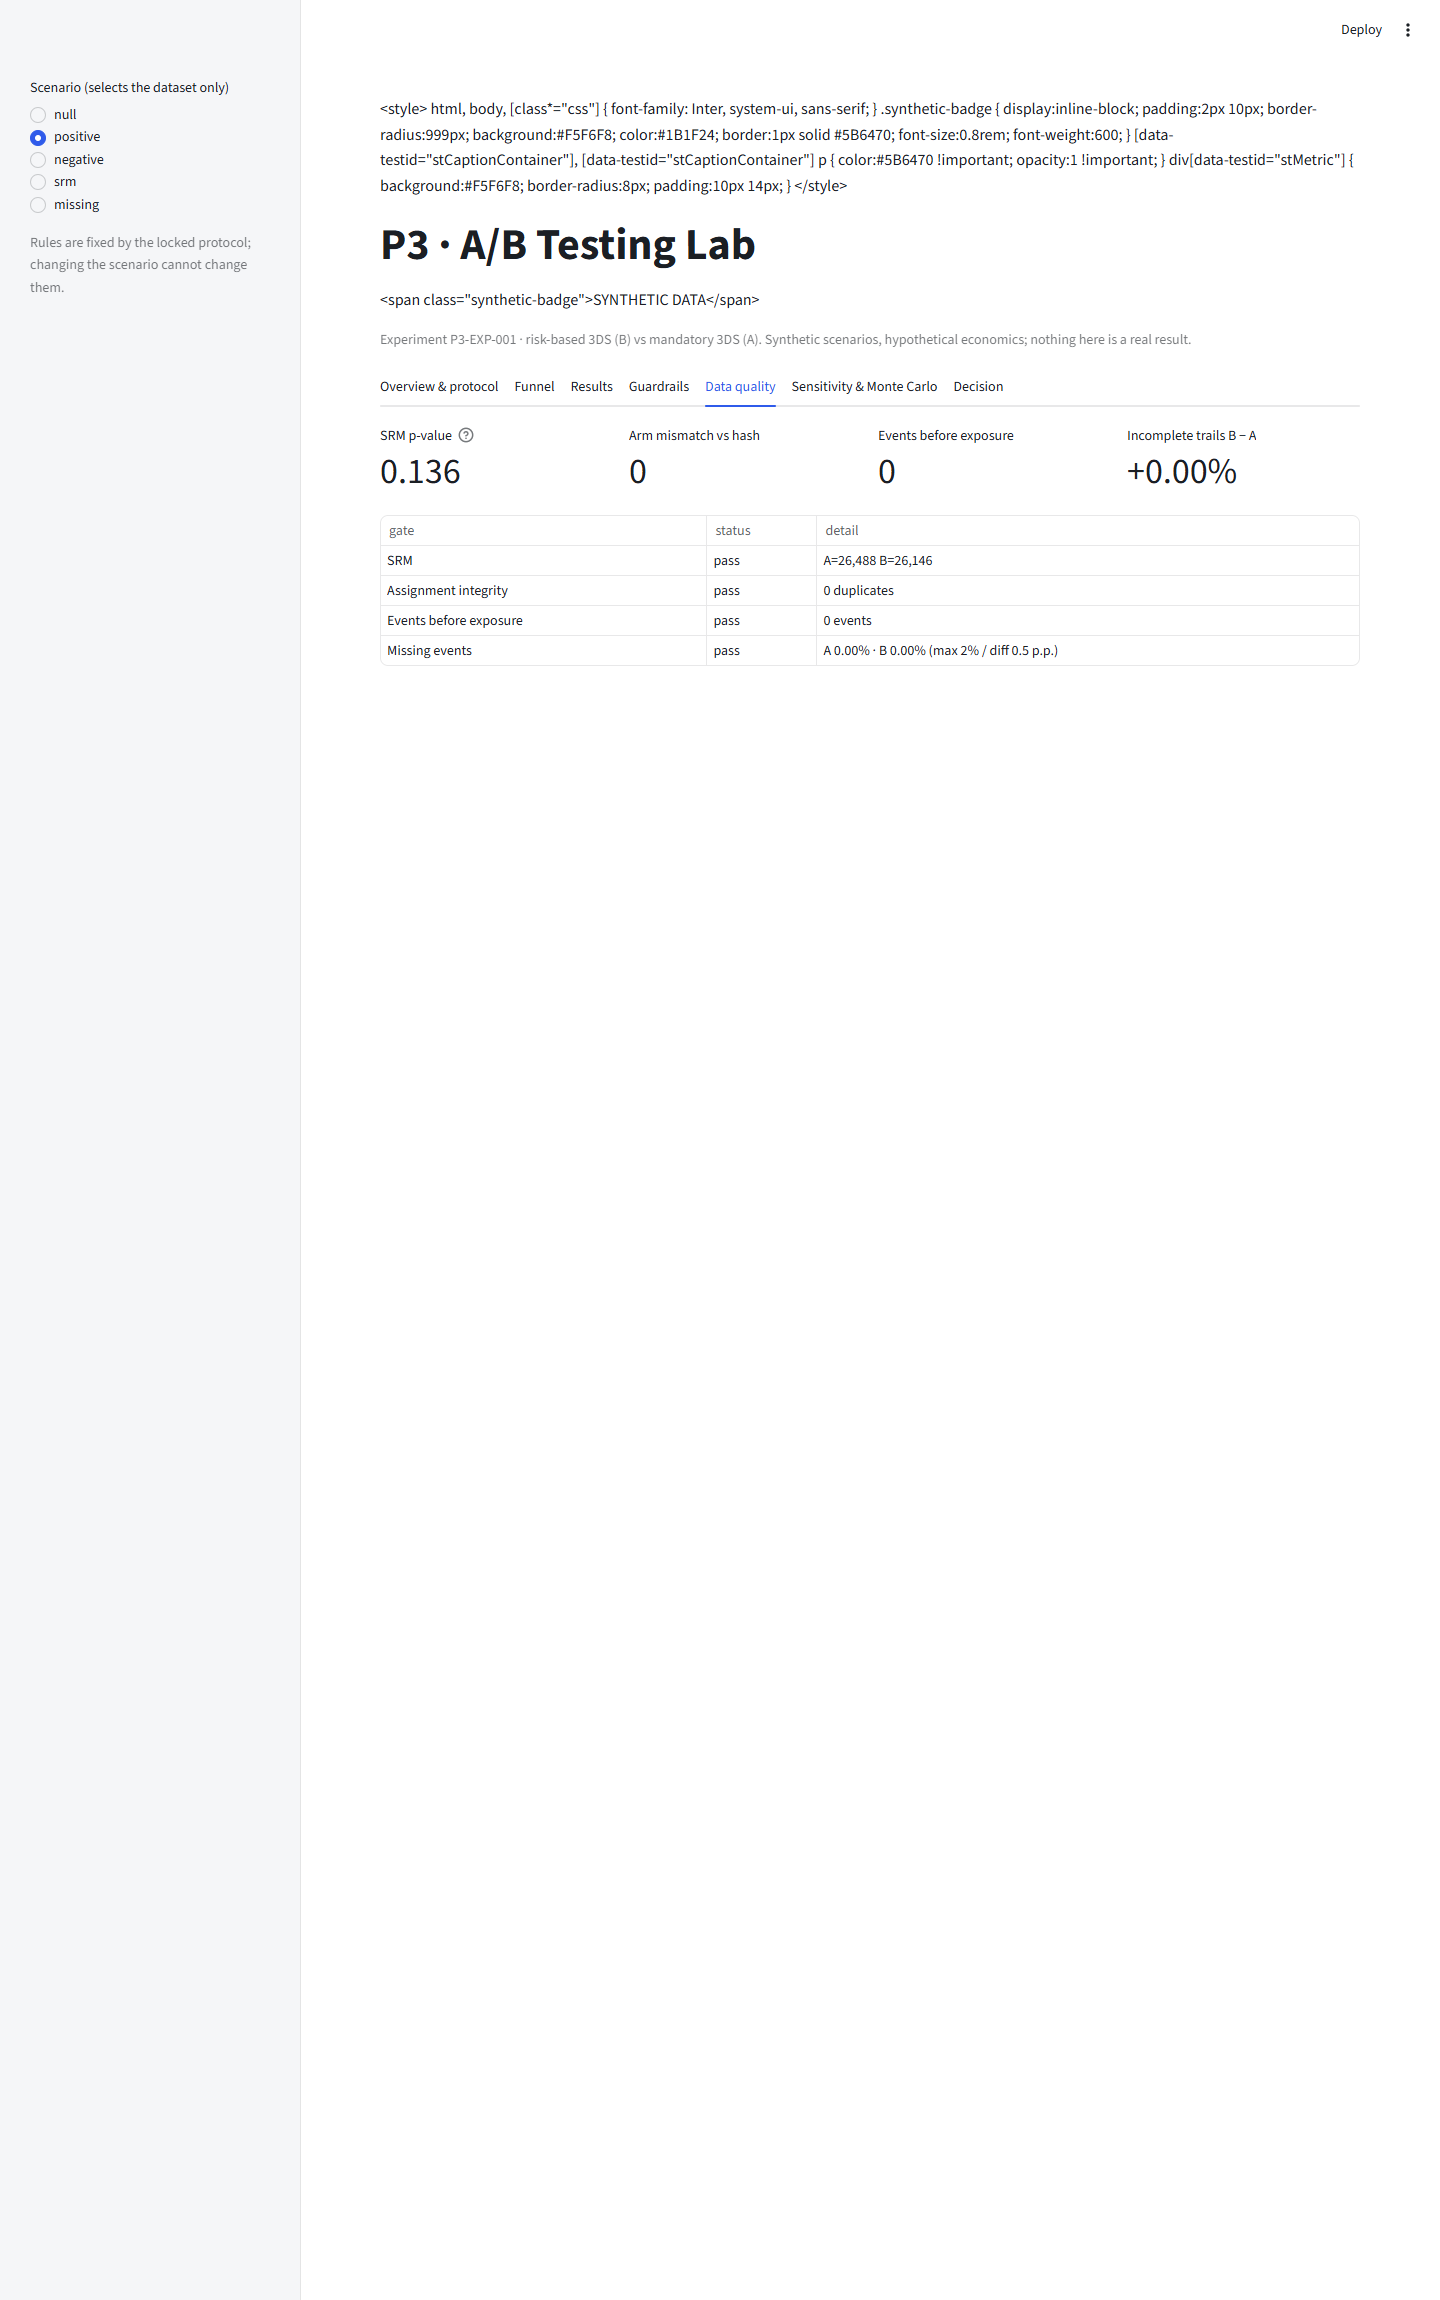 Deploy
Scenario (selects the dataset only)
null
positive
negative
srm
missing
Rules are fixed by the locked protocol;
changing the scenario cannot change
them.
<style> html, body, [class*="css"] { font-family: Inter, system-ui, sans-serif; } .synthetic-badge { display:inline-block; padding:2px 10px; border-
radius:999px; background:#F5F6F8; color:#1B1F24; border:1px solid #5B6470; font-size:0.8rem; font-weight:600; } [data-
testid="stCaptionContainer"], [data-testid="stCaptionContainer"] p { color:#5B6470 !important; opacity:1 !important; } div[data-testid="stMetric"] {
background:#F5F6F8; border-radius:8px; padding:10px 14px; } </style>
P3 · A/B Testing Lab
<span class="synthetic-badge">SYNTHETIC DATA</span>
Experiment P3-EXP-001 · risk-based 3DS (B) vs mandatory 3DS (A). Synthetic scenarios, hypothetical economics; nothing here is a real result.
Overview & protocol Funnel Results Guardrails Data quality Sensitivity & Monte Carlo Decision
SRM p-value Arm mismatch vs hash Events before exposure Incomplete trails B − A
0.136 0 0 +0.00%
gate status detail
SRM pass A=26,488 B=26,146
Assignment integrity pass 0 duplicates
Events before exposure pass 0 events
Missing events pass A 0.00% · B 0.00% (max 2% / diff 0.5 p.p.)